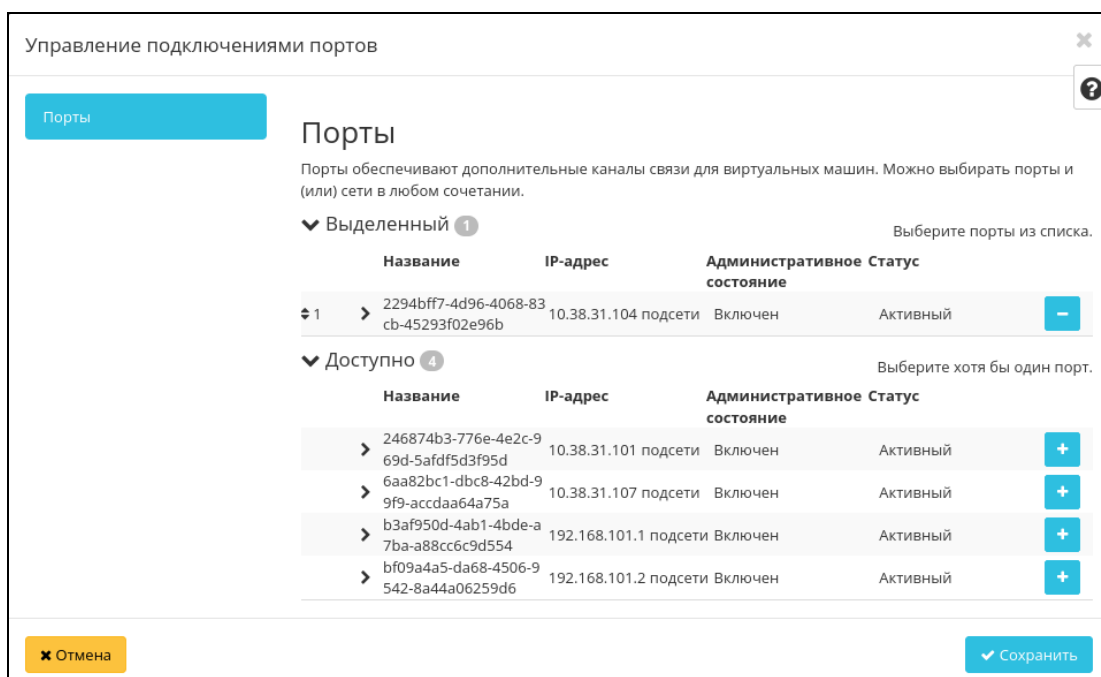 Управление подключениями портов
Порты
Порты
Порты обеспечивают дополнительные каналы связи для виртуальных машин. Можно выбирать порты и
(или) сети в любом сочетании.
Выделенный 1
Выберите порты из списка.
Название IP-адрес Административное Статус
состояние
2294bff7-4d96-4068-83
1 10.38.31.104 подсети Включен Активный
cb-45293f02e96b
Доступно 4
Выберите хотя бы один порт.
Название IP-адрес Административное Статус
состояние
246874b3-776e-4e2c-9
10.38.31.101 подсети Включен Активный
69d-5afdf5d3f95d
6aa82bc1-dbc8-42bd-9
10.38.31.107 подсети Включен Активный
9f9-accdaa64a75a
b3af950d-4ab1-4bde-a
192.168.101.1 подсети Включен Активный
7ba-a88cc6c9d554
bf09a4a5-da68-4506-9
192.168.101.2 подсети Включен Активный
542-8a44a06259d6
Отмена
Сохранить